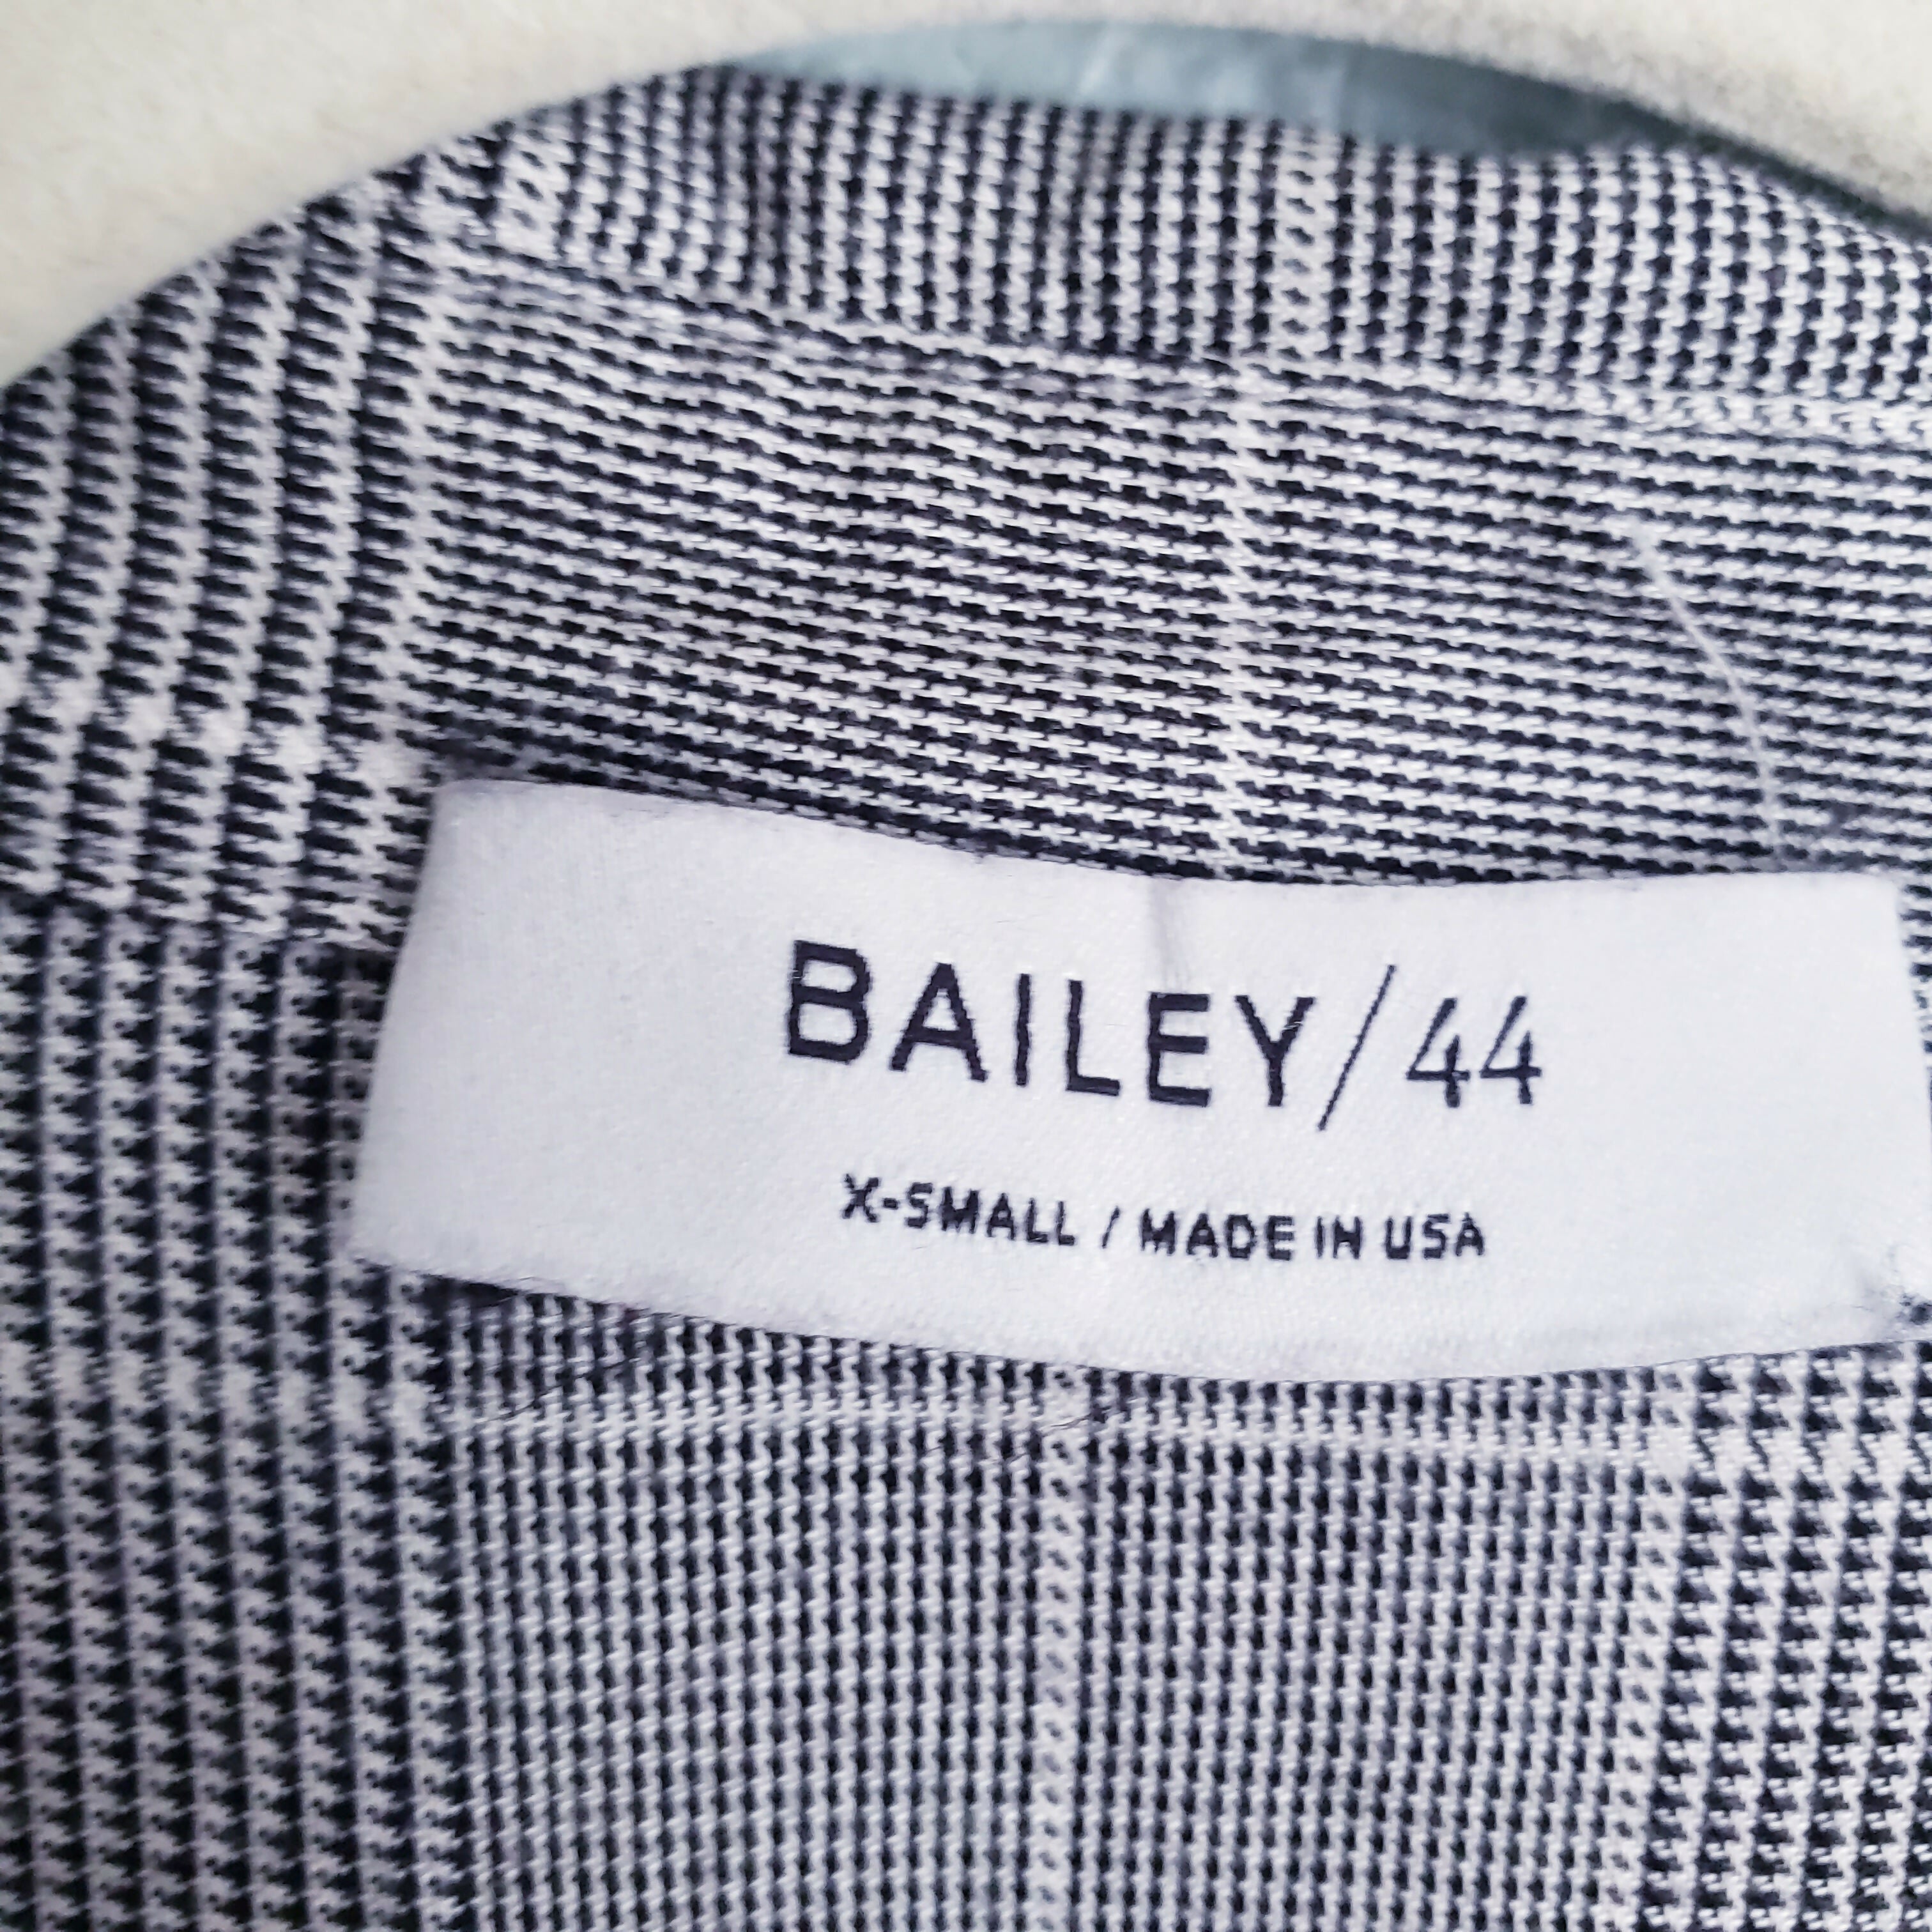 BAILEY/44
X-SMALL / MADE IN USA